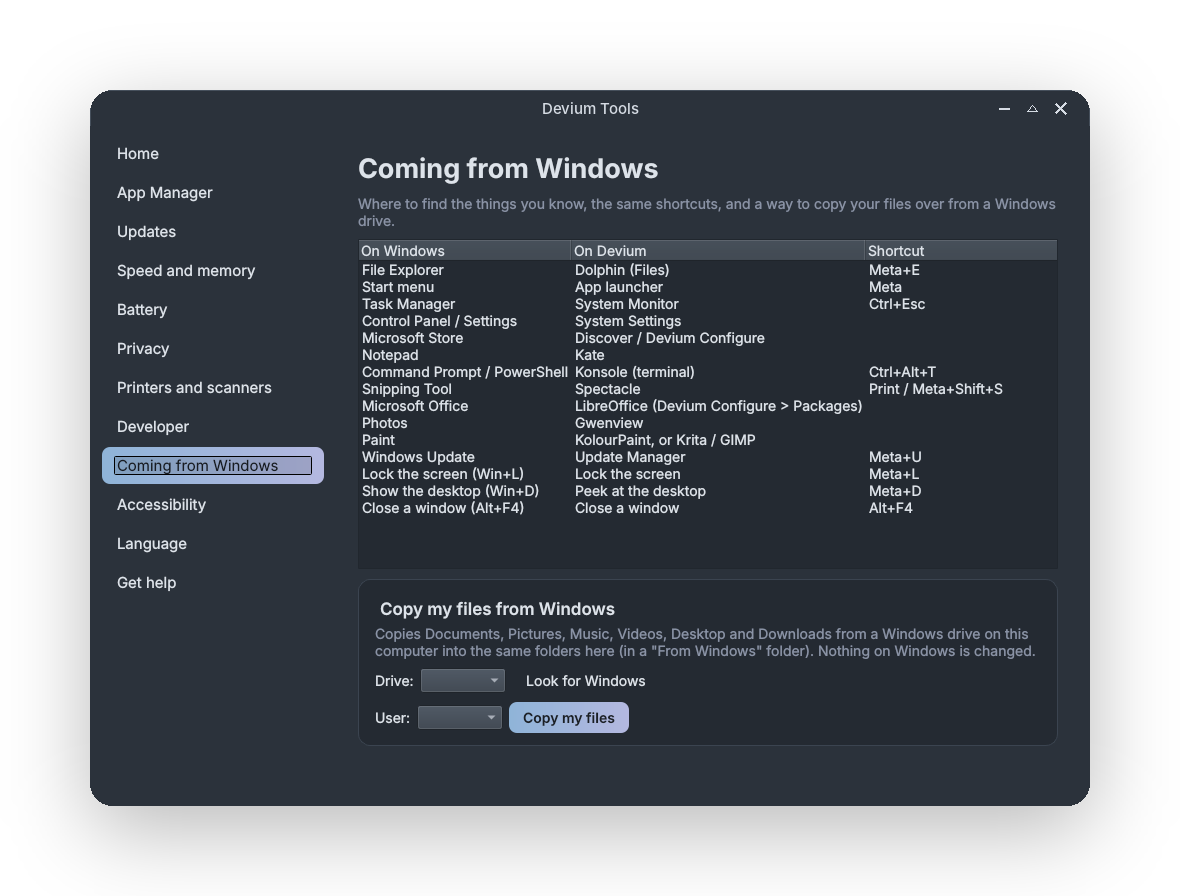 Devium Tools
Home
App Manager
Updates
Speed and memory
Battery
Privacy
Printers and scanners
Developer
Coming from Windows
Accessibility
Language
Get help
Coming from Windows
Where to find the things you know, the same shortcuts, and a way to copy your files over from a Windows
drive.
On Windows On Devium Shortcut
File Explorer Dolphin (Files) Meta+E
Start menu App launcher Meta
Task Manager System Monitor Ctrl+Esc
Control Panel / Settings System Settings
Microsoft Store Discover / Devium Configure
Notepad Kate
Command Prompt / PowerShell Konsole (terminal) Ctrl+Alt+T
Snipping Tool Spectacle Print / Meta+Shift+S
Microsoft Office LibreOffice (Devium Configure > Packages)
Photos Gwenview
Paint KolourPaint, or Krita / GIMP
Windows Update Update Manager Meta+U
Lock the screen (Win+L) Lock the screen Meta+L
Show the desktop (Win+D) Peek at the desktop Meta+D
Close a window (Alt+F4) Close a window Alt+F4
Copy my files from Windows
Copies Documents, Pictures, Music, Videos, Desktop and Downloads from a Windows drive on this
computer into the same folders here (in a "From Windows" folder). Nothing on Windows is changed.
Drive: Look for Windows
User: Copy my files